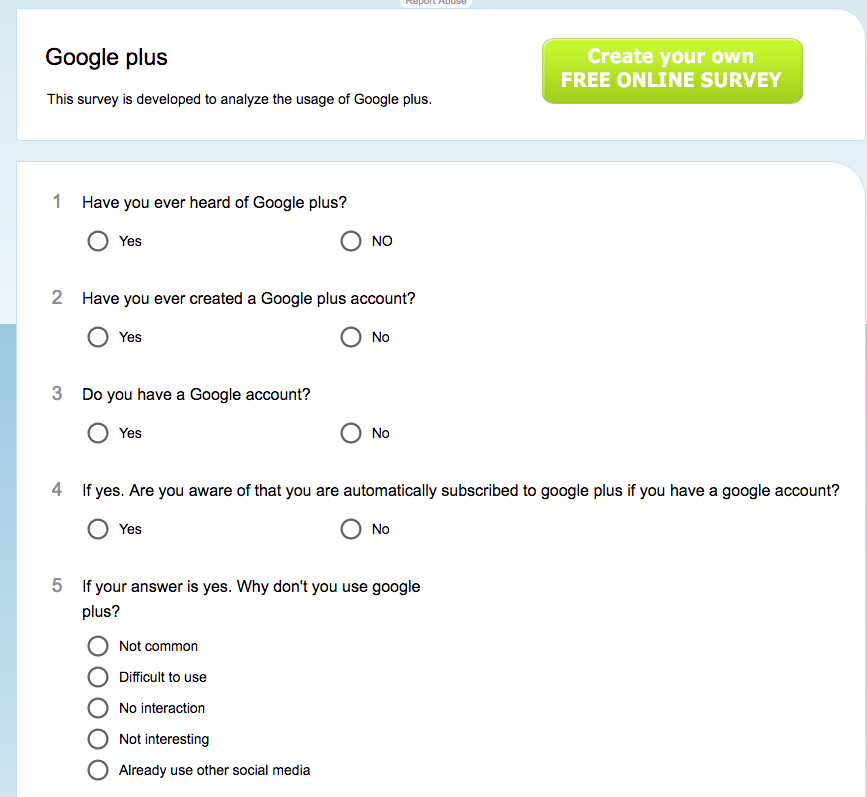 Report Abuse
Google plus
Create your own
FREE ONLINE SURVEY
This survey is developed to analyze the usage of Google plus.
1 Have you ever heard of Google plus?
Yes NO
2 Have you ever created a Google plus account?
Yes No
3 Do you have a Google account?
Yes No
4 If yes. Are you aware of that you are automatically subscribed to google plus if you have a google account?
Yes No
5 If your answer is yes. Why don't you use google
plus?
Not common
Difficult to use
No interaction
Not interesting
Already use other social media